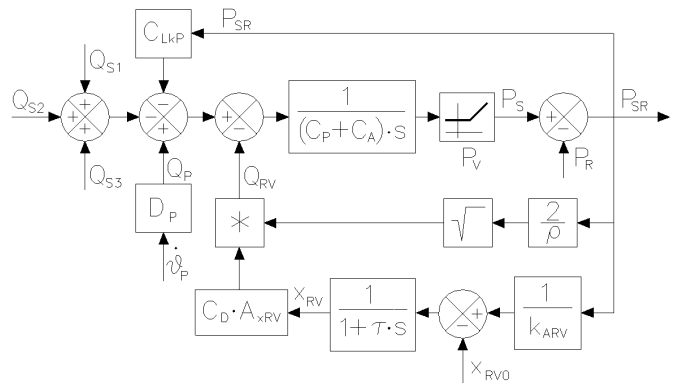 P_SR
C_LkP
Q_S1
Q_S2
+ + + +
Q_S3
− − +
Q_P
D_P
ϑ̇_P
+ −
Q_RV
1
(C_P+C_A)·s
P_S
P_V
+ −
P_R
P_SR
*
√
2
ρ
C_D·A_xRV
x_RV
1
1+τ·s
+ −
x_RV0
1
k_ARV